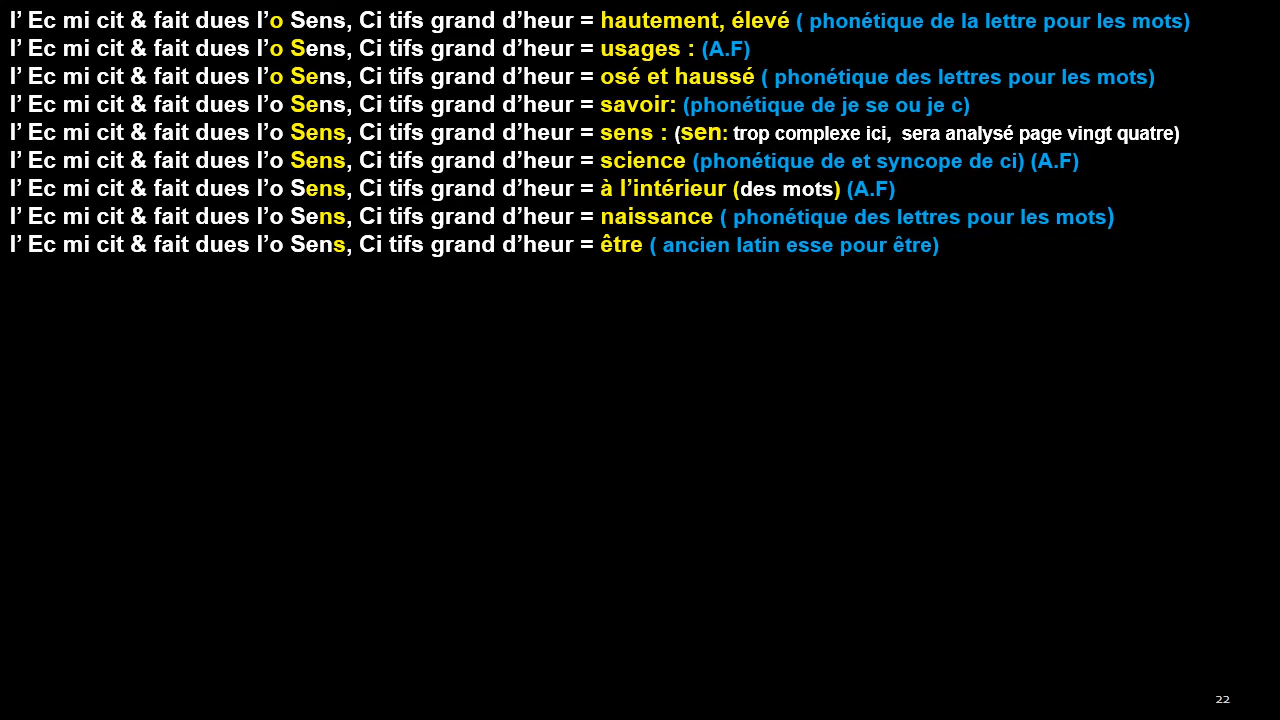 l’ Ec mi cit & fait dues l’o Sens, Ci tifs grand d’heur = hautement, élevé ( phonétique de la lettre pour les mots)
l’ Ec mi cit & fait dues l’o Sens, Ci tifs grand d’heur = usages : (A.F)
l’ Ec mi cit & fait dues l’o Sens, Ci tifs grand d’heur = osé et haussé ( phonétique des lettres pour les mots)
l’ Ec mi cit & fait dues l’o Sens, Ci tifs grand d’heur = savoir: (phonétique de je se ou je c)
l’ Ec mi cit & fait dues l’o Sens, Ci tifs grand d’heur = sens : (sen: trop complexe ici, sera analysé page vingt quatre)
l’ Ec mi cit & fait dues l’o Sens, Ci tifs grand d’heur = science (phonétique de et syncope de ci) (A.F)
l’ Ec mi cit & fait dues l’o Sens, Ci tifs grand d’heur = à l’intérieur (des mots) (A.F)
l’ Ec mi cit & fait dues l’o Sens, Ci tifs grand d’heur = naissance ( phonétique des lettres pour les mots)
l’ Ec mi cit & fait dues l’o Sens, Ci tifs grand d’heur = être ( ancien latin esse pour être)
22